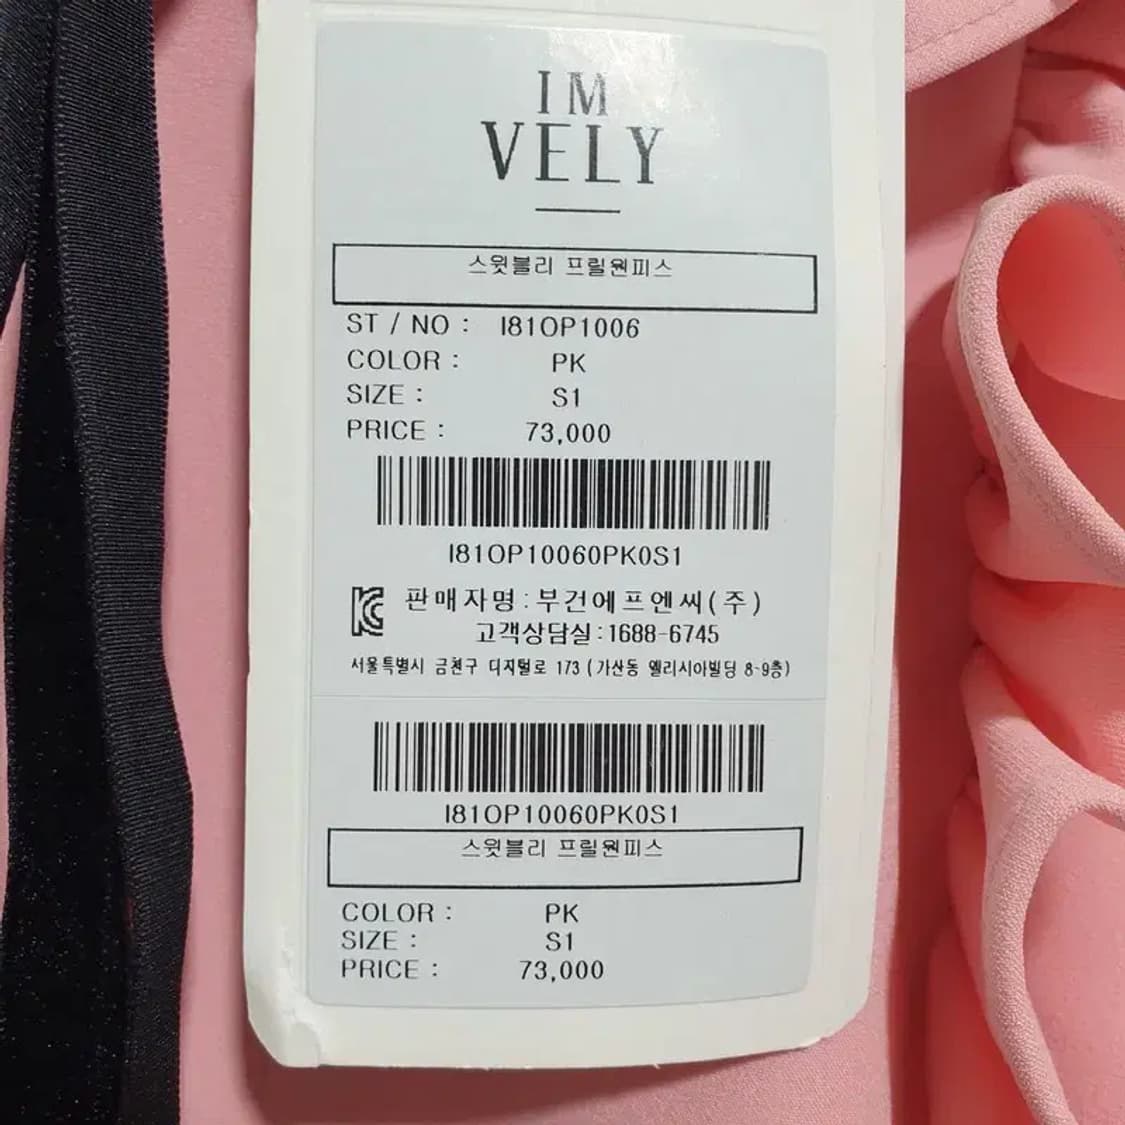 IM
VELY
스윗블리 프릴원피스
ST / NO : I81OP1006
COLOR : PK
SIZE : S1
PRICE : 73,000
I81OP10060PK0S1
판매자명:부건에프엔씨(주)
고객상담실:1688-6745
서울특별시 금천구 디지털로 173 (가산동 엘리시아빌딩 8-9층)
I81OP10060PK0S1
스윗블리 프릴원피스
COLOR : PK
SIZE : S1
PRICE : 73,000